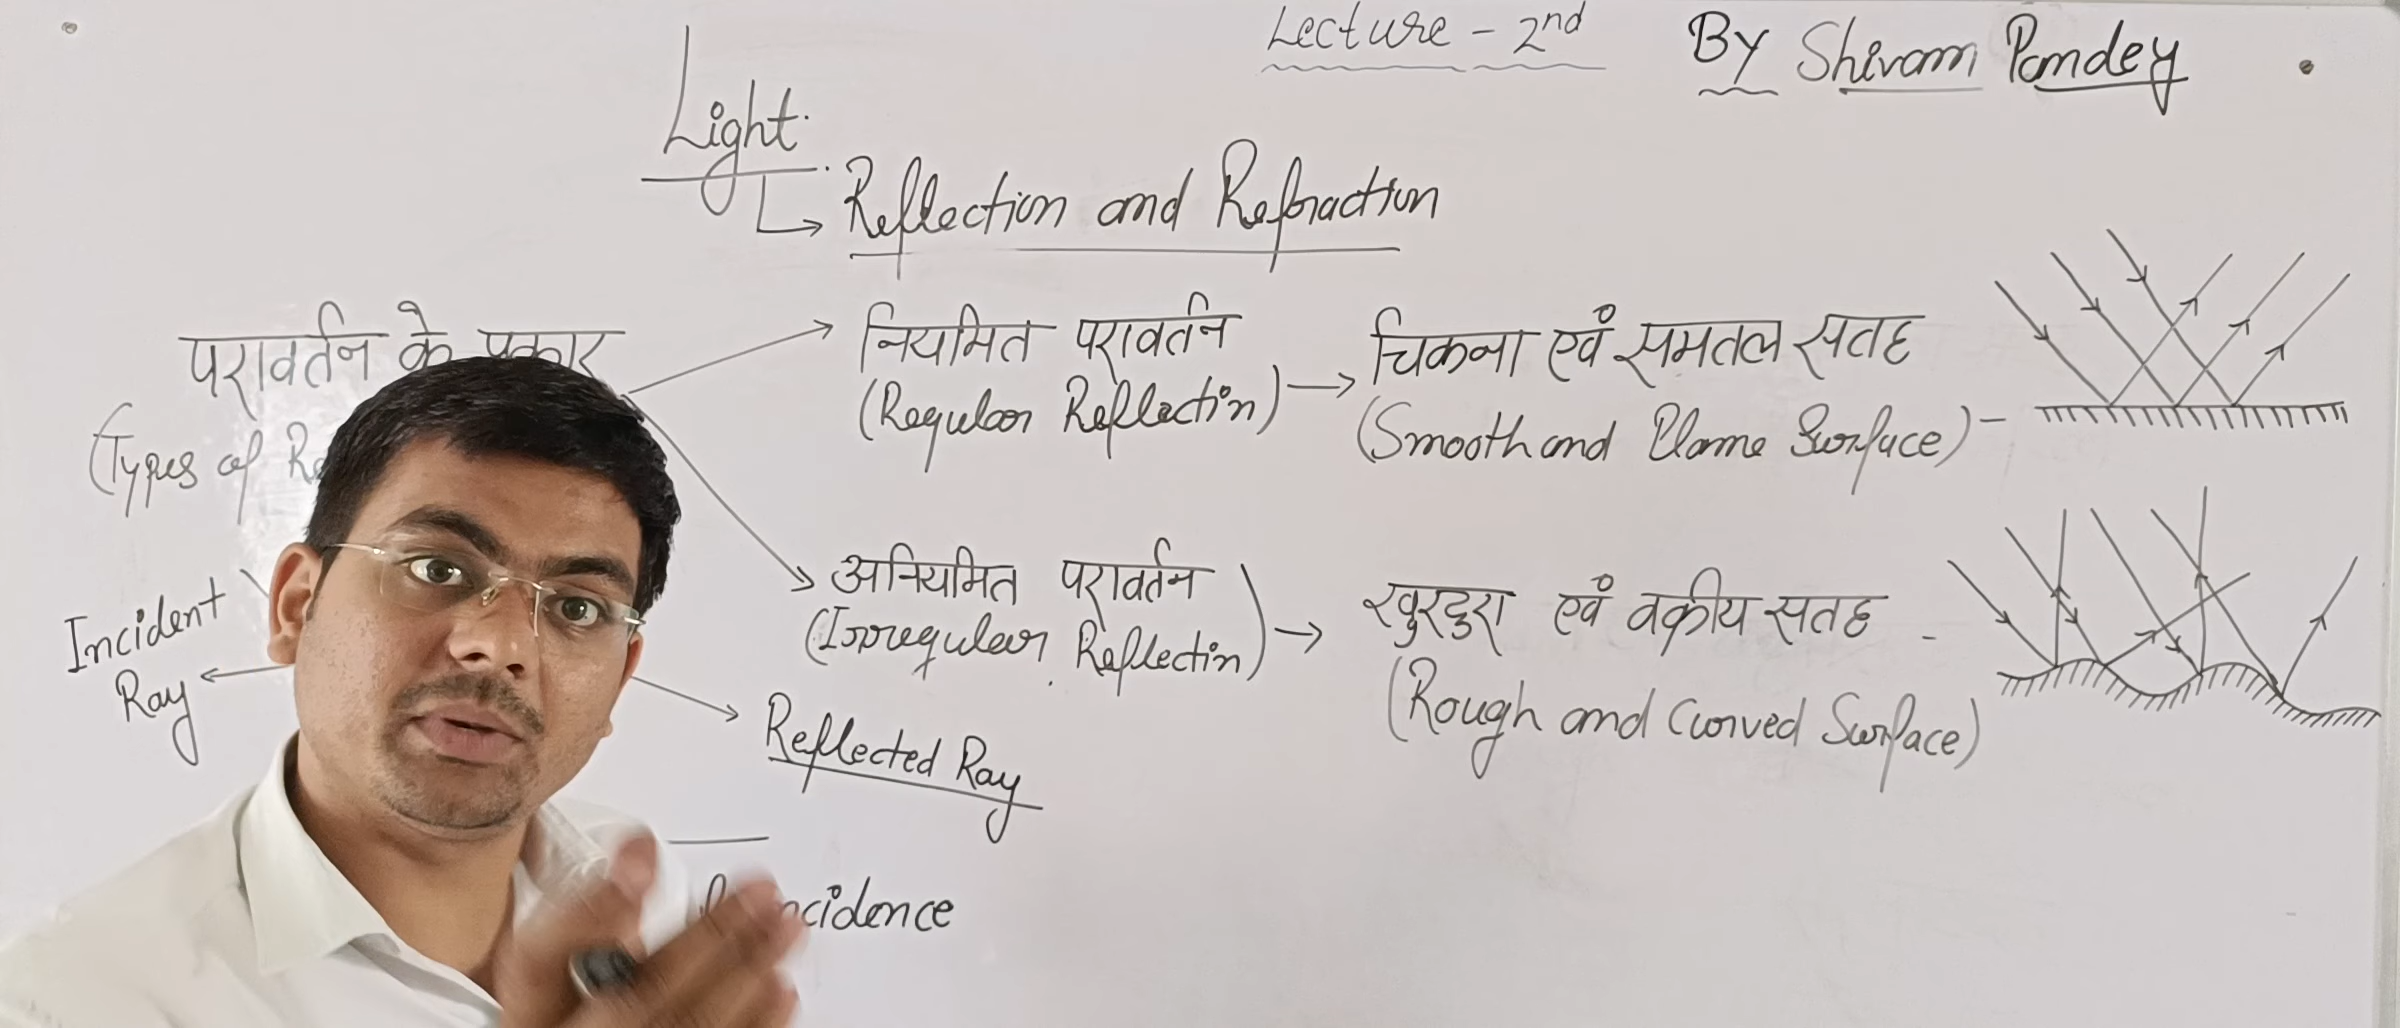 Lecture - 2nd
By Shivam Pandey
Light
Reflection and Refraction
परावर्तन के प्रकार
(Types of Re
नियमित परावर्तन
(Regular Reflection)
चिकना एवं समतल सतह
(Smooth and Plane Surface) -
अनियमित परावर्तन
(Irregular Reflection)
खुरदुरा एवं वक्रीय सतह -
(Rough and Curved Surface)
Incident
Ray
Reflected Ray
ncidence